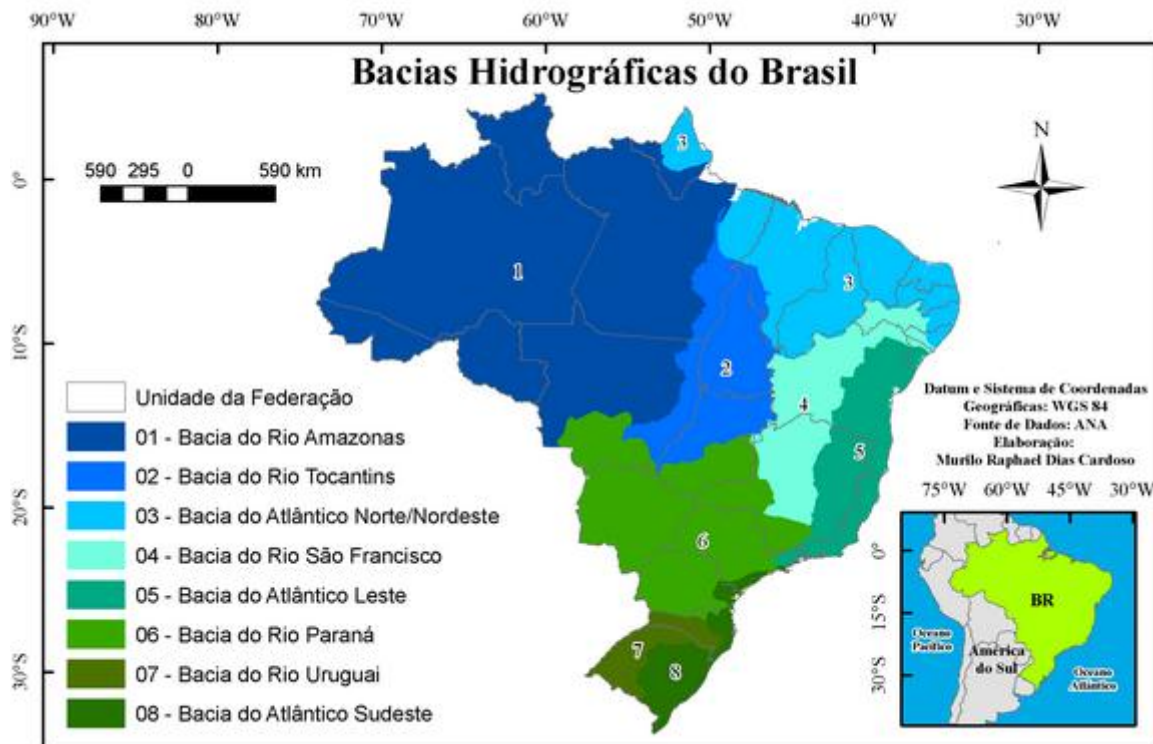 90°W 80°W 70°W 60°W 50°W 40°W 30°W
Bacias Hidrográficas do Brasil
N
590 295 0 590 km
0°
10°S
20°S
30°S
3
1
3
2
4
5
6
7
8
Unidade da Federação
01 - Bacia do Rio Amazonas
02 - Bacia do Rio Tocantins
03 - Bacia do Atlântico Norte/Nordeste
04 - Bacia do Rio São Francisco
05 - Bacia do Atlântico Leste
06 - Bacia do Rio Paraná
07 - Bacia do Rio Uruguai
08 - Bacia do Atlântico Sudeste
Datum e Sistema de Coordenadas
Geográficas: WGS 84
Fonte de Dados: ANA
Elaboração:
Murilo Raphael Dias Cardoso
75°W 60°W 45°W 30°W
0°
15°S
30°S
BR
Oceano
Pacífico
América
do Sul
Oceano
Atlântico